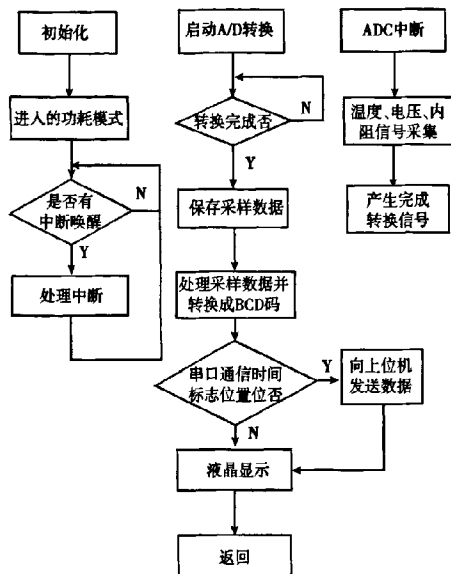 初始化
进入的功耗模式
是否有
中断唤醒
N
Y
处理中断
启动A/D转换
N
转换完成否
Y
保存采样数据
处理采样数据并
转换成BCD码
串口通信时间
标志位置位否
Y
向上位机
发送数据
N
液晶显示
返回
ADC中断
温度、电压、内
阻信号采集
产生完成
转换信号